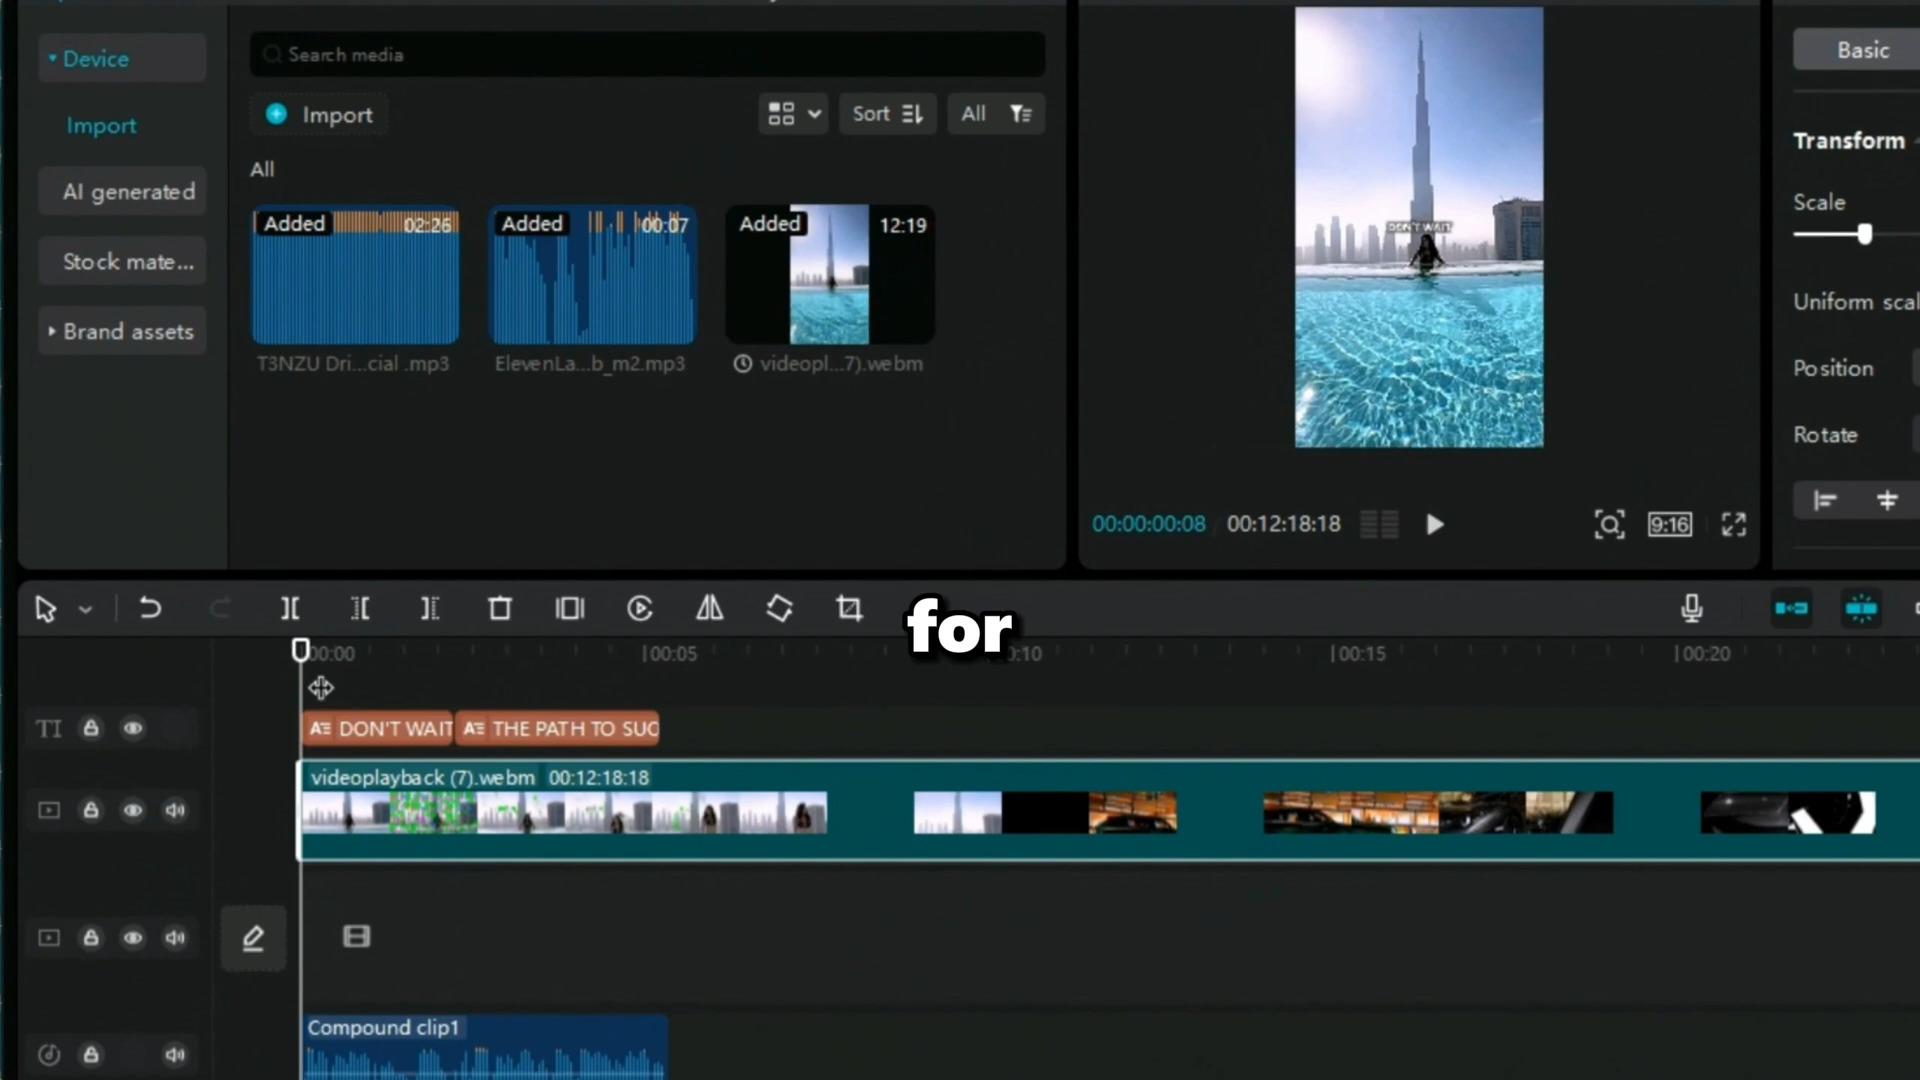 Device
Import
AI generated
Stock mate...
Brand assets
Search media
Import
Sort
All
All
Added
02:26
T3NZU Dri...cial .mp3
Added
00:07
ElevenLa...b_m2.mp3
Added
12:19
videopl...7).webm
DON'T WAIT
00:00:00:08
00:12:18:18
9:16
Basic
Transform
Scale
Uniform scal
Position
Rotate
for
00:00
00:05
00:10
00:15
00:20
TI
A DON'T WAIT
A THE PATH TO SUC
videoplayback (7).webm 00:12:18:18
Compound clip1